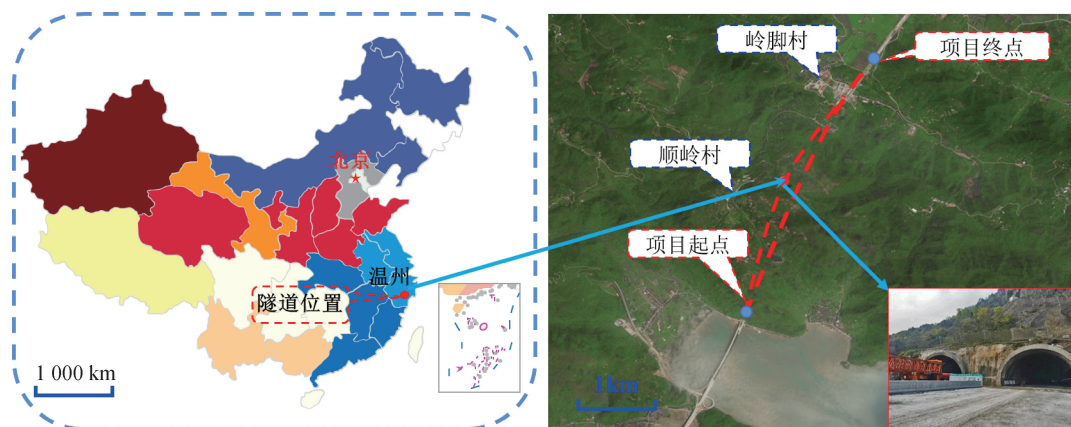 北京
温州
隧道位置
1 000 km
岭脚村
项目终点
顺岭村
项目起点
1km